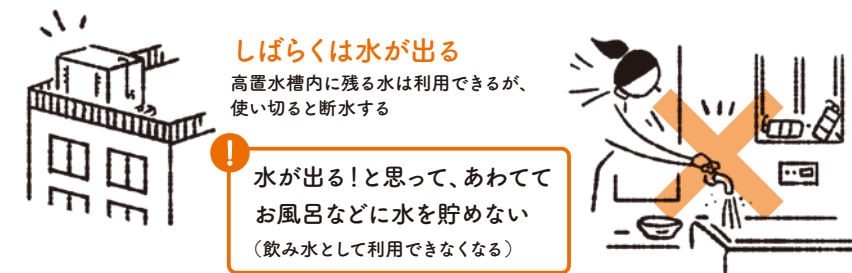 しばらくは水が出る
高置水槽内に残る水は利用できるが、
使い切ると断水する
!
水が出る!と思って、あわてて
お風呂などに水を貯めない
(飲み水として利用できなくなる)